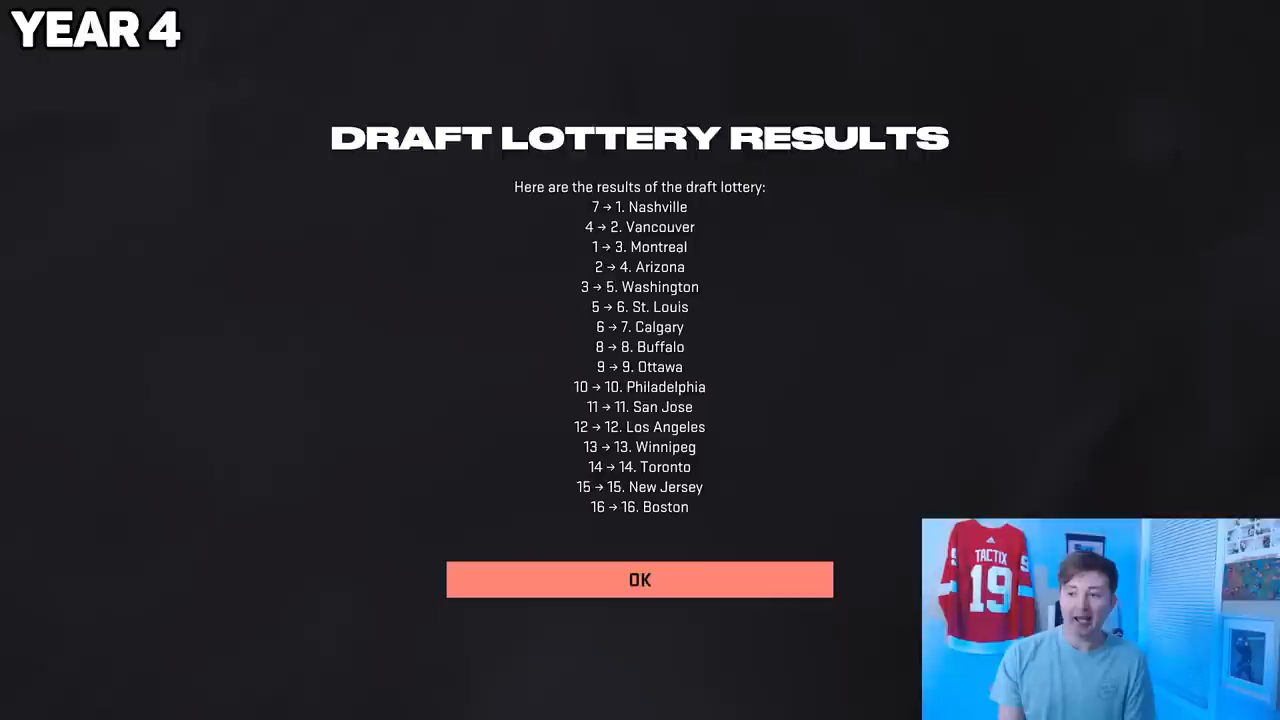 YEAR 4
DRAFT LOTTERY RESULTS
Here are the results of the draft lottery:
7 → 1. Nashville
4 → 2. Vancouver
1 → 3. Montreal
2 → 4. Arizona
3 → 5. Washington
5 → 6. St. Louis
6 → 7. Calgary
8 → 8. Buffalo
9 → 9. Ottawa
10 → 10. Philadelphia
11 → 11. San Jose
12 → 12. Los Angeles
13 → 13. Winnipeg
14 → 14. Toronto
15 → 15. New Jersey
16 → 16. Boston
OK
TACTIX
19